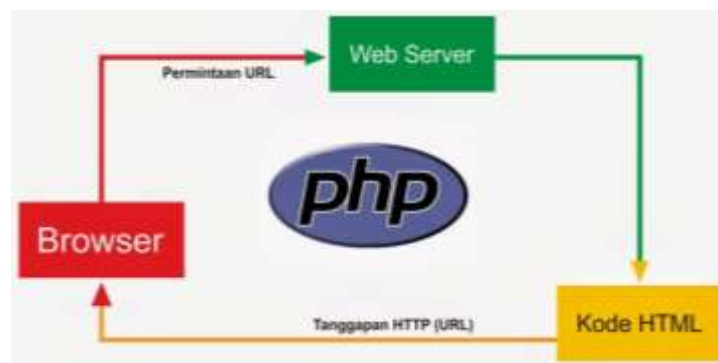 Web Server
Permintaan URL
php
Browser
Tanggapan HTTP (URL)
Kode HTML